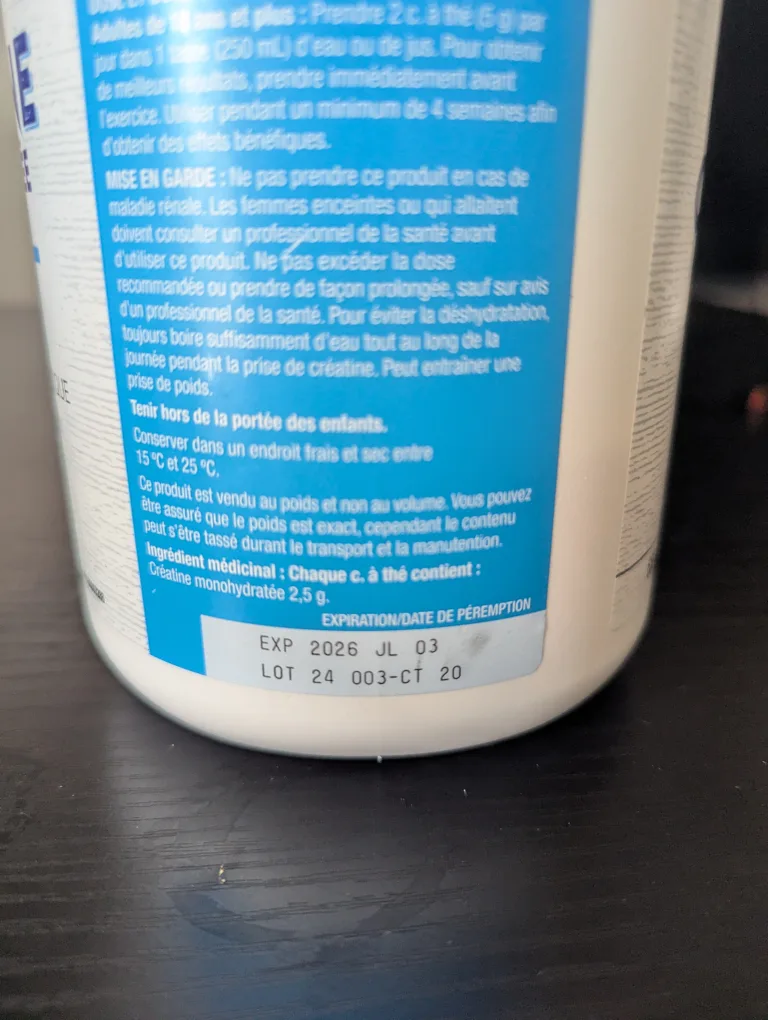 Adultes de 18 ans et plus : Prendre 2 c. à thé (5 g) par
jour dans 1 (250 mL) d'eau ou de jus. Pour obtenir
de meilleurs résultats, prendre immédiatement avant
l'exercice. Utiliser pendant un minimum de 4 semaines afin
d'obtenir des effets bénéfiques.
MISE EN GARDE : Ne pas prendre ce produit en cas de
maladie rénale. Les femmes enceintes ou qui allaitent
doivent consulter un professionnel de la santé avant
d'utiliser ce produit. Ne pas excéder la dose
recommandée ou prendre de façon prolongée, sauf sur avis
d'un professionnel de la santé. Pour éviter la déshydratation,
toujours boire suffisamment d'eau tout au long de la
journée pendant la prise de créatine. Peut entraîner une
prise de poids.
Tenir hors de la portée des enfants.
Conserver dans un endroit frais et sec entre
15 ºC et 25 ºC.
Ce produit est vendu au poids et non au volume. Vous pouvez
être assuré que le poids est exact, cependant le contenu
peut s'être tassé durant le transport et la manutention.
Ingrédient médicinal : Chaque c. à thé contient :
Créatine monohydratée 2,5 g.
EXPIRATION/DATE DE PÉREMPTION
EXP 2026 JL 03
LOT 24 003-CT 20